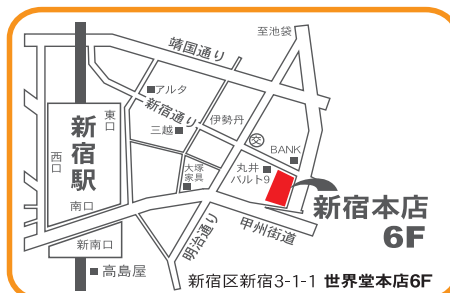 至池袋
靖国通り
アルタ
新宿通り
伊勢丹
三越
交
BANK
東口
新宿駅
西口
丸井
バルト9
大塚
家具
南口
新宿本店
6F
甲州街道
明治通り
新南口
高島屋
新宿区新宿3-1-1 世界堂本店6F